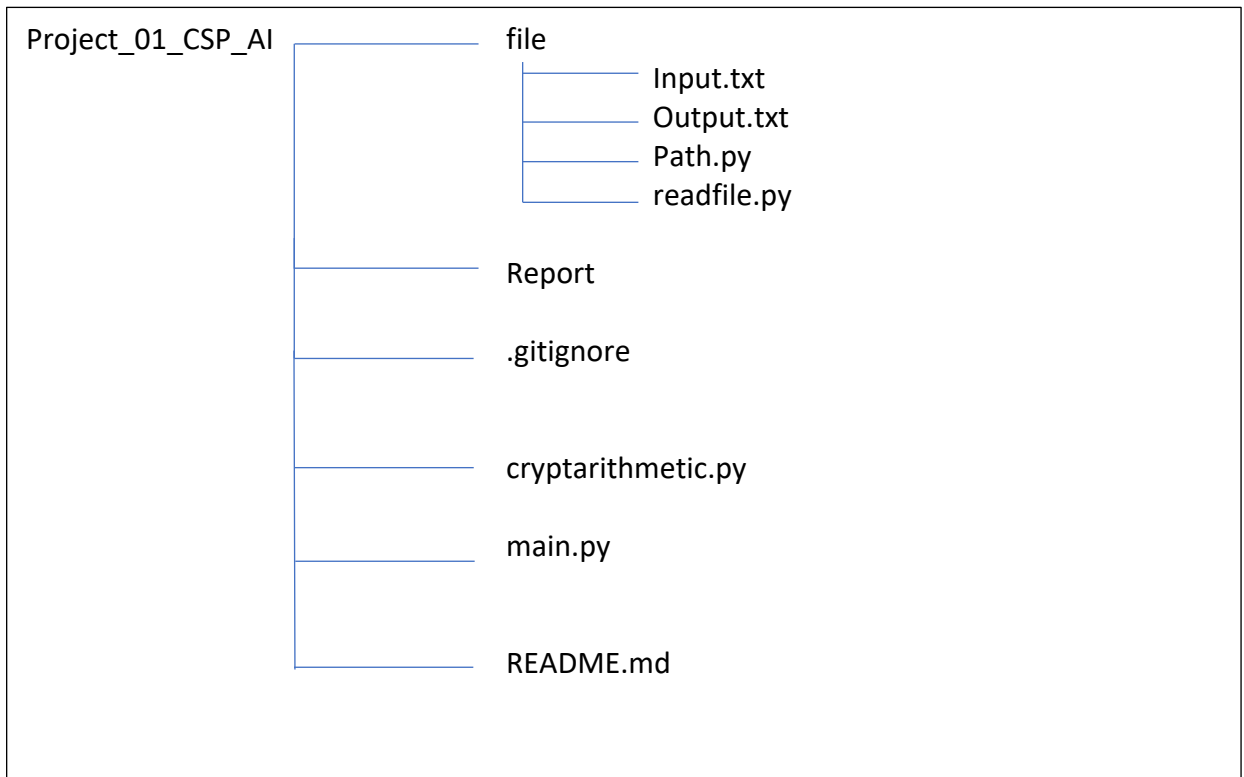 Project_01_CSP_AI file
Input.txt
Output.txt
Path.py
readfile.py
Report
.gitignore
cryptarithmetic.py
main.py
README.md